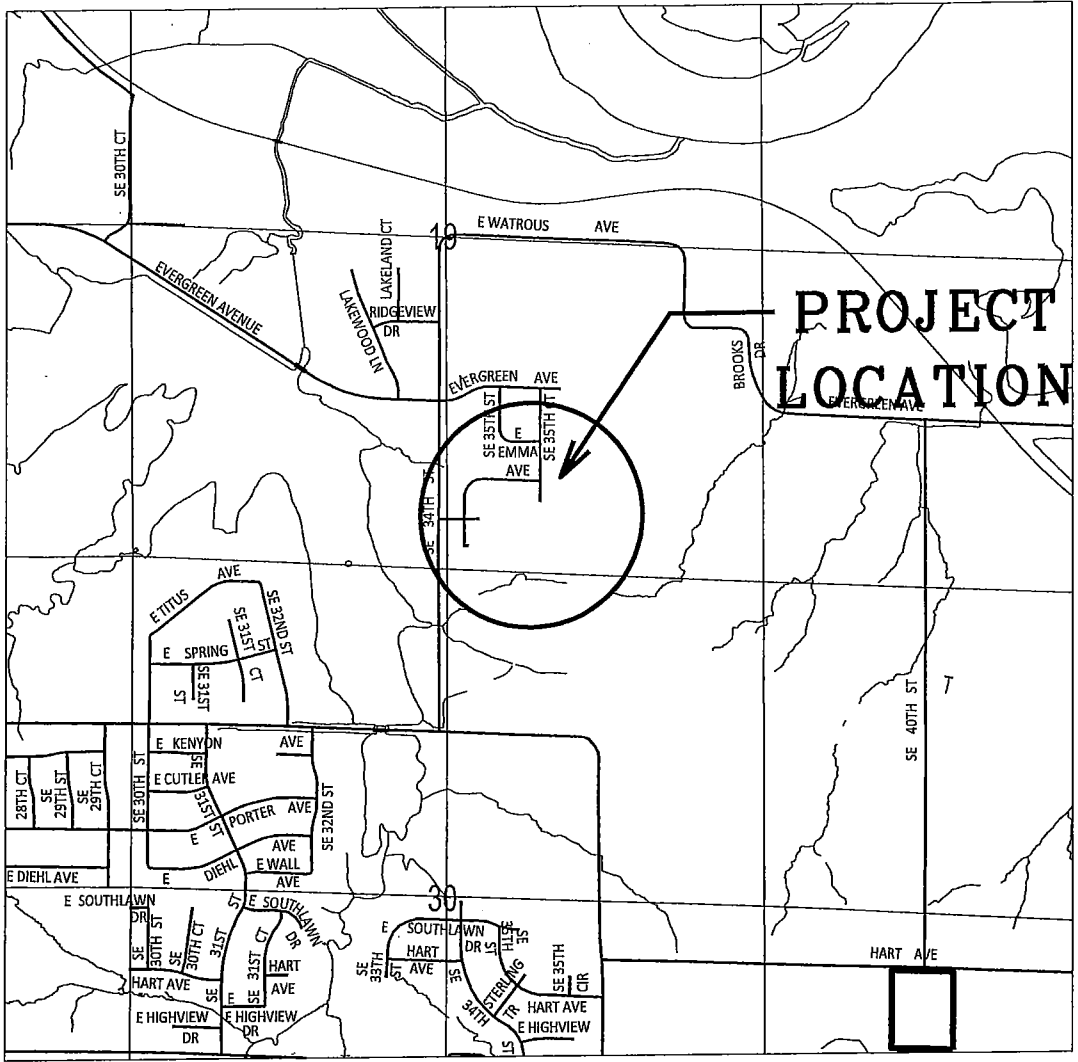 SE 30TH CT
EVERGREEN AVENUE
LAKELAND CT
LAKEWOOD LN
RIDGEVIEW
DR
19
E WATROUS AVE
PROJECT
LOCATION
BROOKS
DR
EVERGREEN AVE
EVERGREEN AVE
SE 35TH ST
SE 35TH CT
E
EMMA
AVE
SE 34TH ST
E TITUS AVE
SE 32ND ST
SE 31ST CT
E SPRING ST
SE 31ST
ST
SE 40TH ST
E KENYON AVE
E CUTLER AVE
SE 31ST ST
E PORTER AVE
SE 32ND ST
SE 30TH ST
28TH CT
SE
29TH ST
SE
29TH CT
E DIEHL AVE
E DIEHL AVE
E WALL
AVE
E SOUTHLAWN
DR
E SOUTHLAWN
DR
SE
30TH ST
SE
30TH CT
SE 31ST ST
SE 31ST CT
HART AVE
HART
AVE
E HIGHVIEW
DR
E HIGHVIEW
DR
30
E SOUTHLAWN
DR
HART
AVE
SE
33TH
ST
SE
35TH
ST
SE
34TH
ST
STERLING
TR
SE 35TH
CIR
HART AVE
E HIGHVIEW
HART AVE